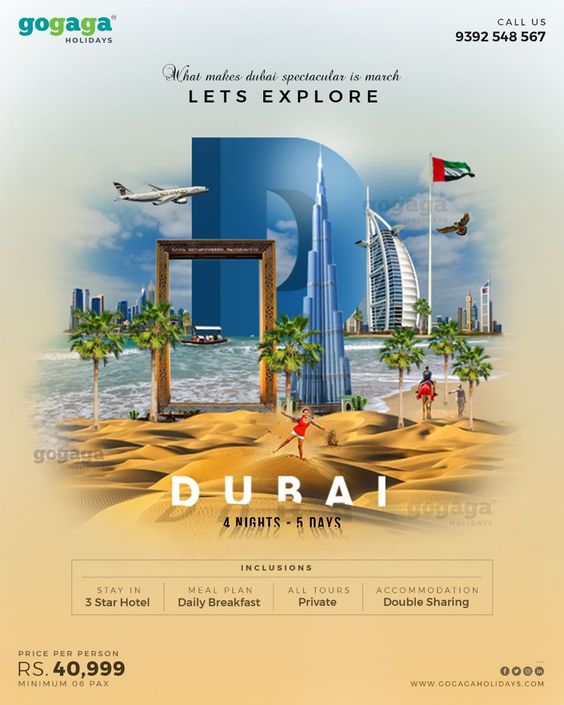 gogaga
HOLIDAYS
CALL US
9392 548 567
What makes dubai spectacular is march
LETS EXPLORE
D
ETIHAD
gogaga
HOLIDAYS
gogaga
gogaga
HOLIDAYS
DUBAI
4 NIGHTS - 5 DAYS
INCLUSIONS
STAY IN
3 Star Hotel
MEAL PLAN
Daily Breakfast
ALL TOURS
Private
ACCOMMODATION
Double Sharing
PRICE PER PERSON
RS. 40,999
MINIMUM 06 PAX
WWW.GOGAGAHOLIDAYS.COM